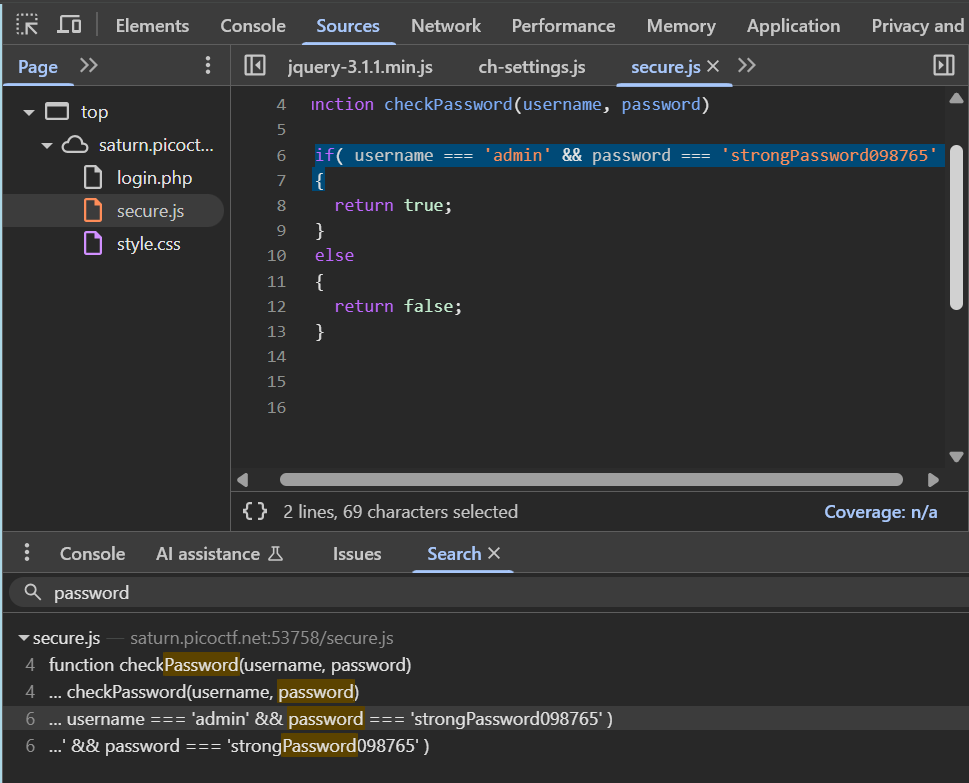 Elements Console Sources Network Performance Memory Application Privacy and
Page jquery-3.1.1.min.js ch-settings.js secure.js
top
saturn.picoct...
login.php
secure.js
style.css
4 unction checkPassword(username, password)
5
6 if( username === 'admin' && password === 'strongPassword098765'
7 {
8 return true;
9 }
10 else
11 {
12 return false;
13 }
14
15
16
{} 2 lines, 69 characters selected Coverage: n/a
Console AI assistance Issues Search
password
secure.js — saturn.picoctf.net:53758/secure.js
4 function checkPassword(username, password)
4 ... checkPassword(username, password)
6 ... username === 'admin' && password === 'strongPassword098765' )
6 ...' && password === 'strongPassword098765' )